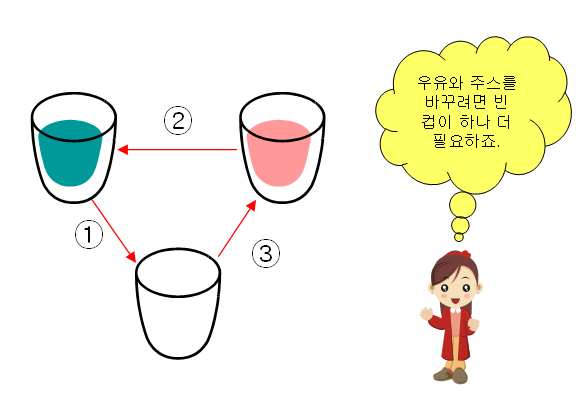 ②
①
③
우유와 주스를
바꾸려면 빈
컵이 하나 더
필요하죠.